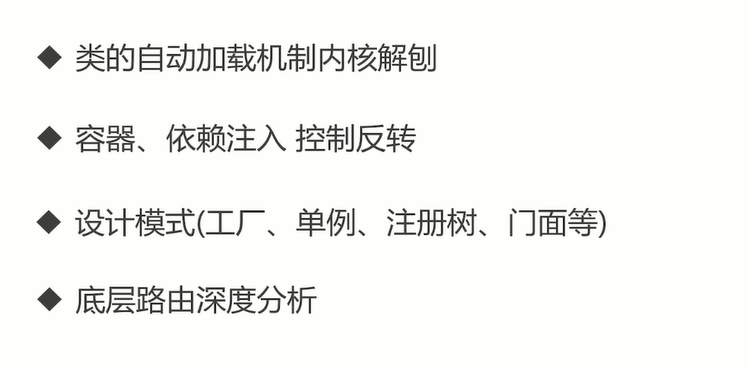 ◆ 类的自动加载机制内核解刨
◆ 容器、依赖注入 控制反转
◆ 设计模式(工厂、单例、注册树、门面等)
◆ 底层路由深度分析